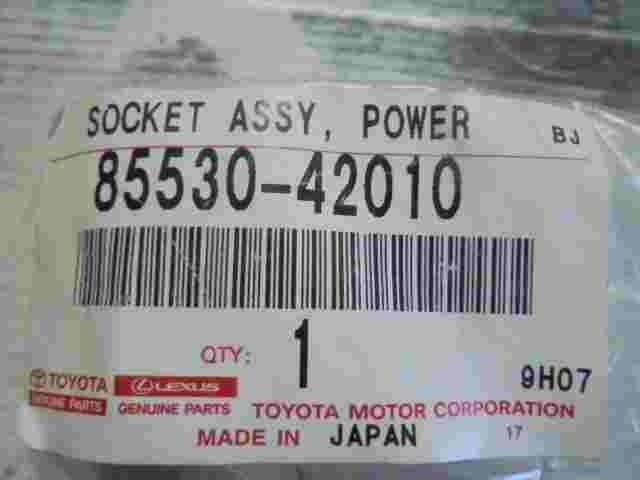 SOCKET ASSY, POWER BJ
85530-42010
QTY: 1 9H07
TOYOTA LEXUS
GENUINE PARTS GENUINE PARTS TOYOTA MOTOR CORPORATION
MADE IN JAPAN 17